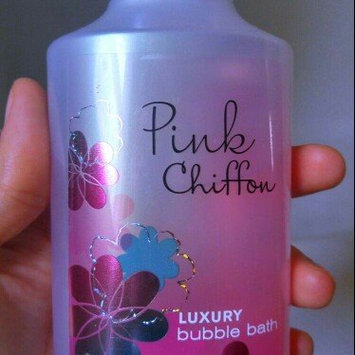 Pink
Chiffon
LUXURY
bubble bath